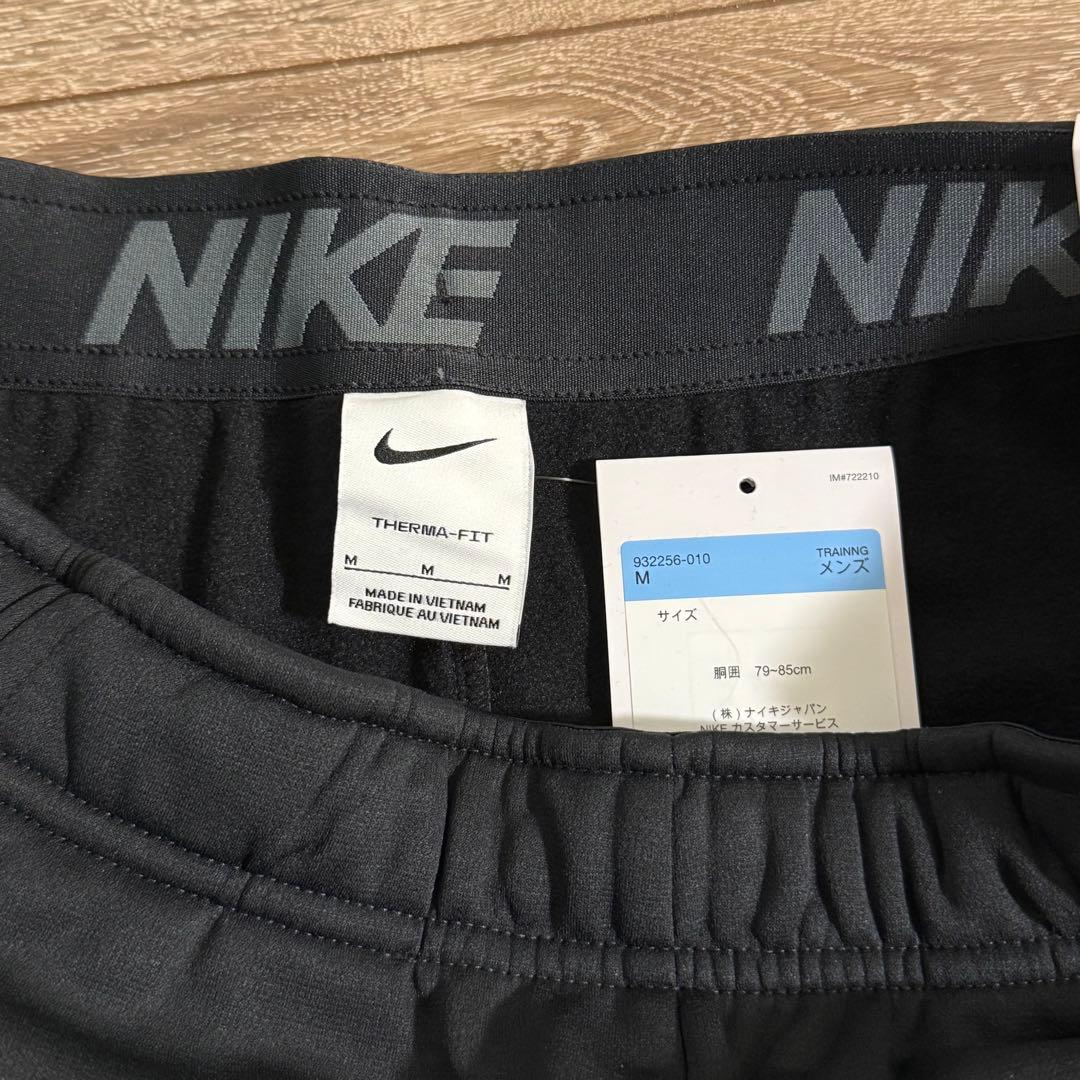 NIKE
NIK
THERMA-FIT
M M M
MADE IN VIETNAM
FABRIQUE AU VIETNAM
IM#722210
932256-010
M
TRAINNG
メンズ
サイズ
胴囲 79~85cm
(株)ナイキジャパン
NIKE カスタマーサービス